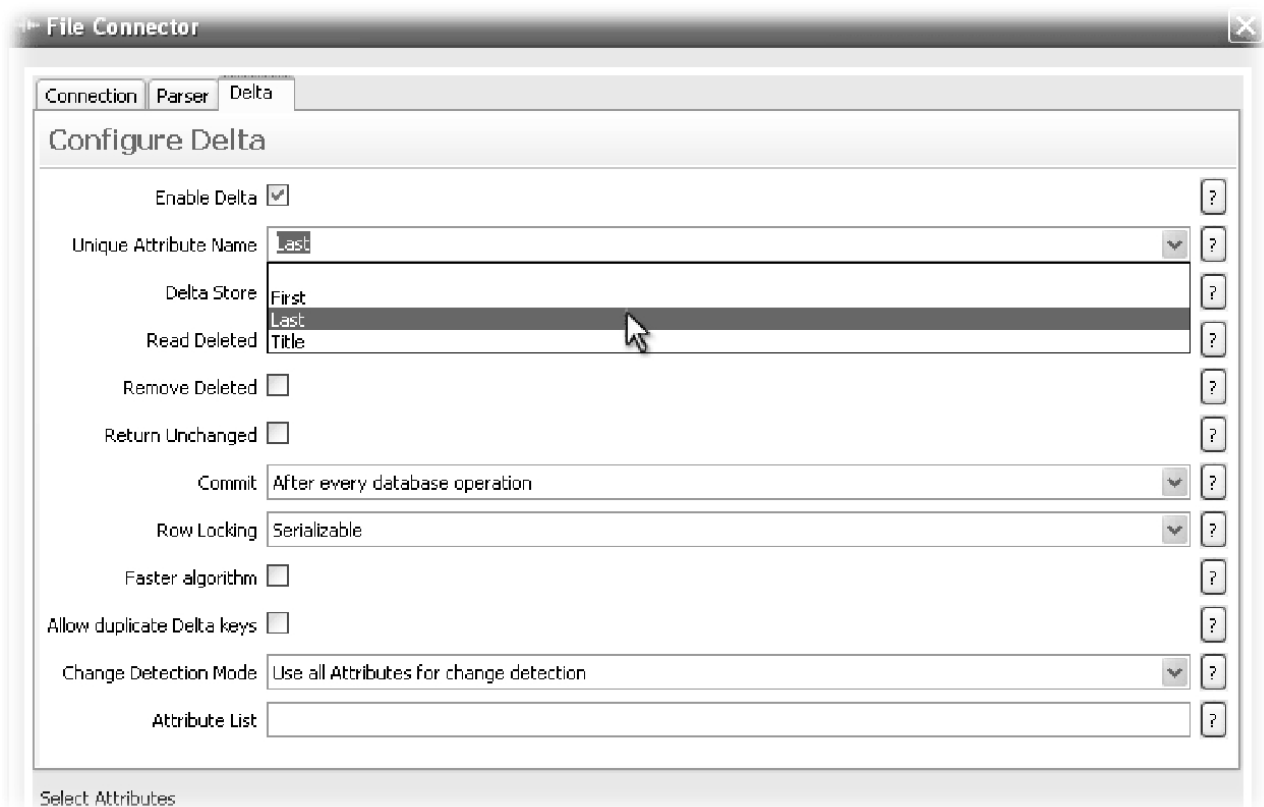 File Connector
Connection Parser Delta
Configure Delta
Enable Delta ?
Unique Attribute Name Last ?
Delta Store ?
First
Last
Read Deleted ?
Title
Remove Deleted ?
Return Unchanged ?
Commit After every database operation ?
Row Locking Serializable ?
Faster algorithm ?
Allow duplicate Delta keys ?
Change Detection Mode Use all Attributes for change detection ?
Attribute List ?
Select Attributes